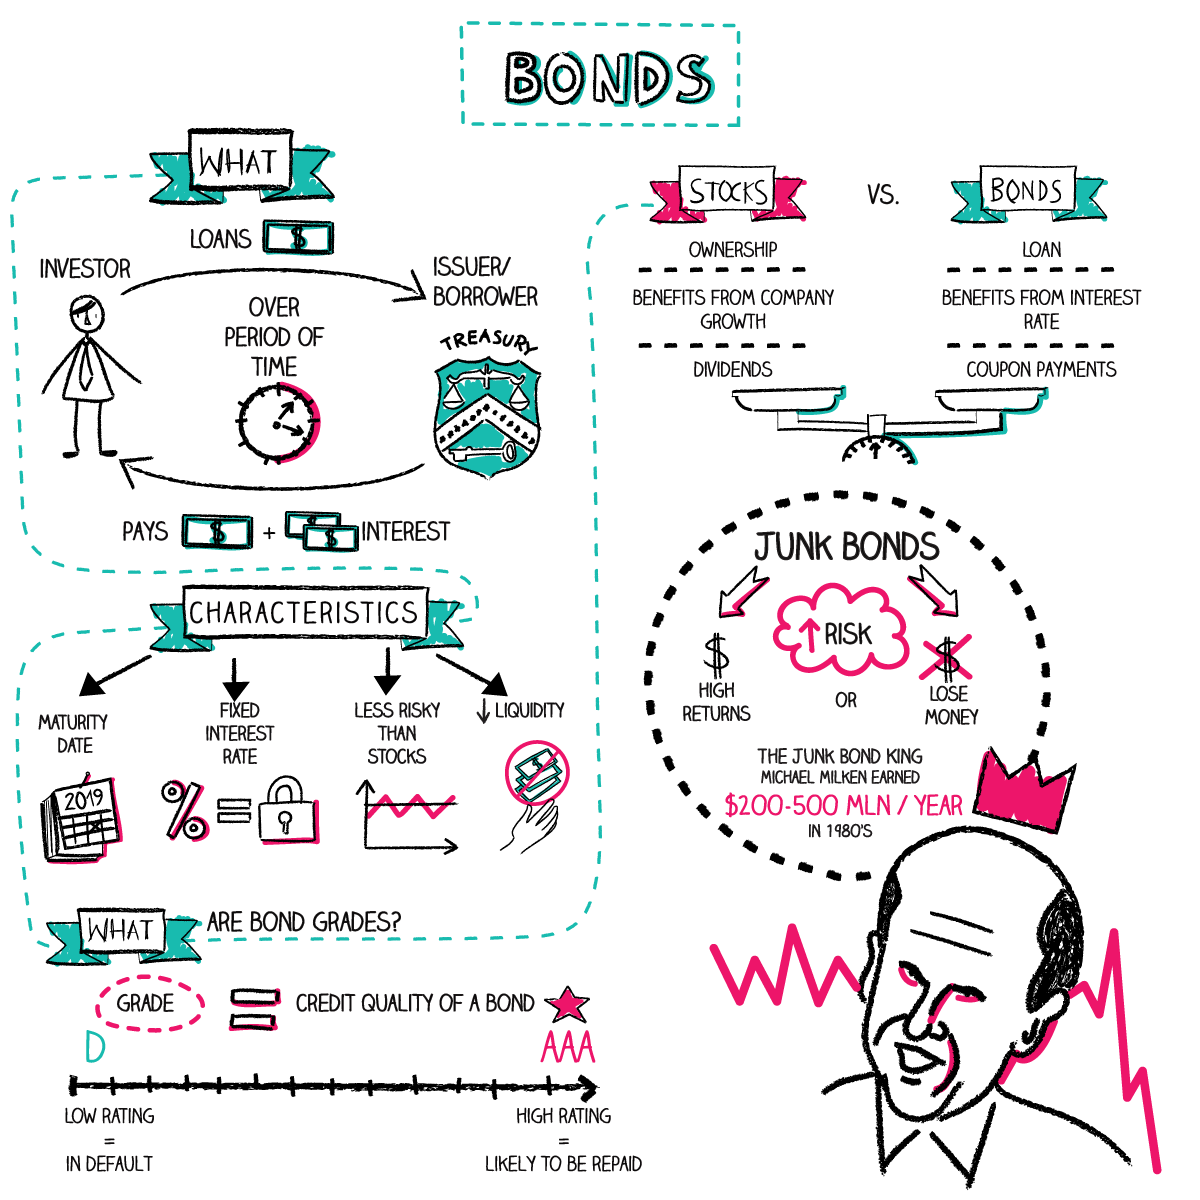 BONDS
WHAT
LOANS $
INVESTOR
ISSUER/
BORROWER
OVER
PERIOD OF
TIME
TREASURY
PAYS $ + $ INTEREST
CHARACTERISTICS
MATURITY
DATE
2019
FIXED
INTEREST
RATE
% =
LESS RISKY
THAN
STOCKS
↓ LIQUIDITY
$
WHAT ARE BOND GRADES?
GRADE = CREDIT QUALITY OF A BOND
D
AAA
LOW RATING
=
IN DEFAULT
HIGH RATING
=
LIKELY TO BE REPAID
STOCKS VS. BONDS
OWNERSHIP
LOAN
BENEFITS FROM COMPANY
GROWTH
BENEFITS FROM INTEREST
RATE
DIVIDENDS
COUPON PAYMENTS
JUNK BONDS
↑ RISK
$
HIGH
RETURNS
OR
$
LOSE
MONEY
THE JUNK BOND KING
MICHAEL MILKEN EARNED
$200-500 MLN / YEAR
IN 1980'S